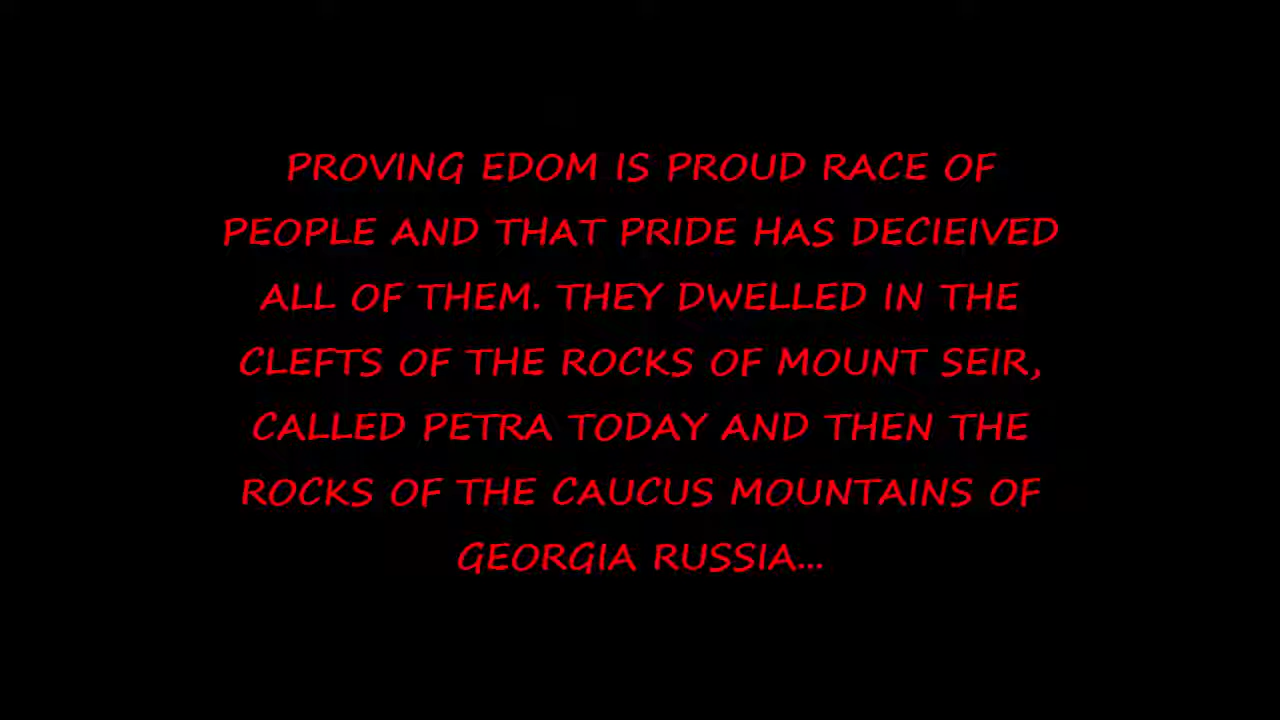 PROVING EDOM IS PROUD RACE OF
PEOPLE AND THAT PRIDE HAS DECIEIVED
ALL OF THEM. THEY DWELLED IN THE
CLEFTS OF THE ROCKS OF MOUNT SEIR,
CALLED PETRA TODAY AND THEN THE
ROCKS OF THE CAUCUS MOUNTAINS OF
GEORGIA RUSSIA...